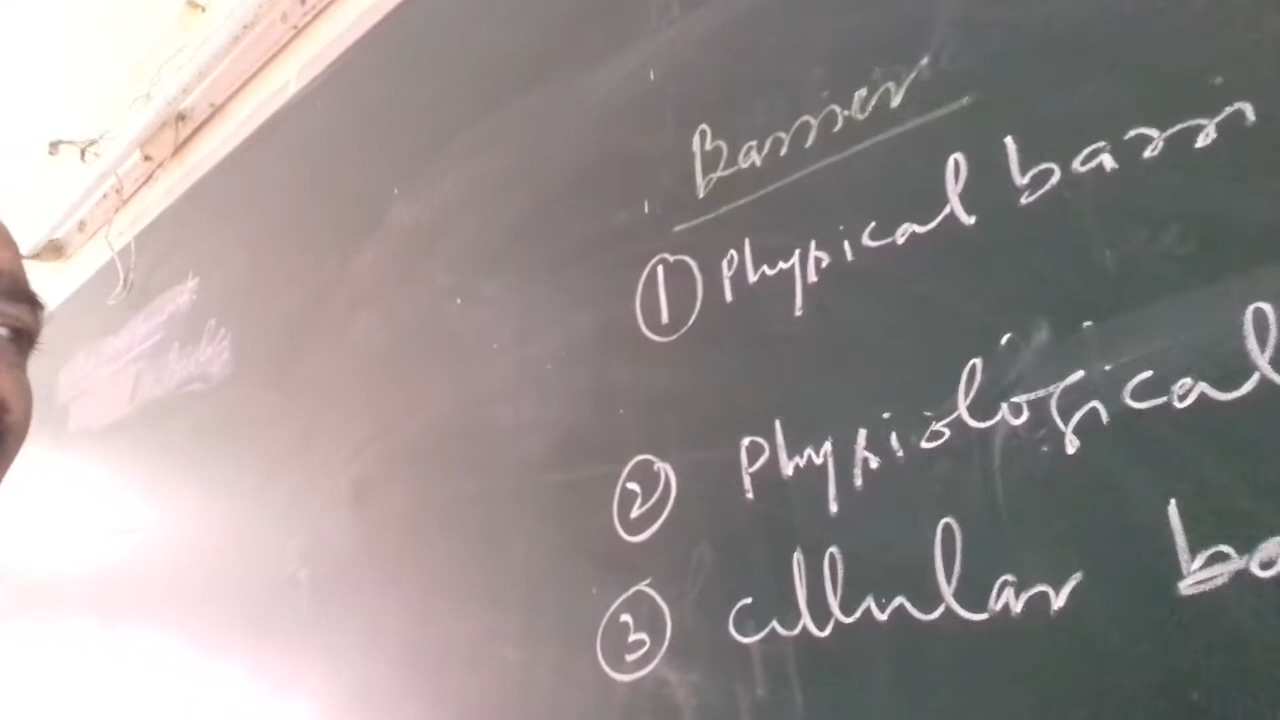 Barrier
① Physical barri
② Physiological
③ cellular ba